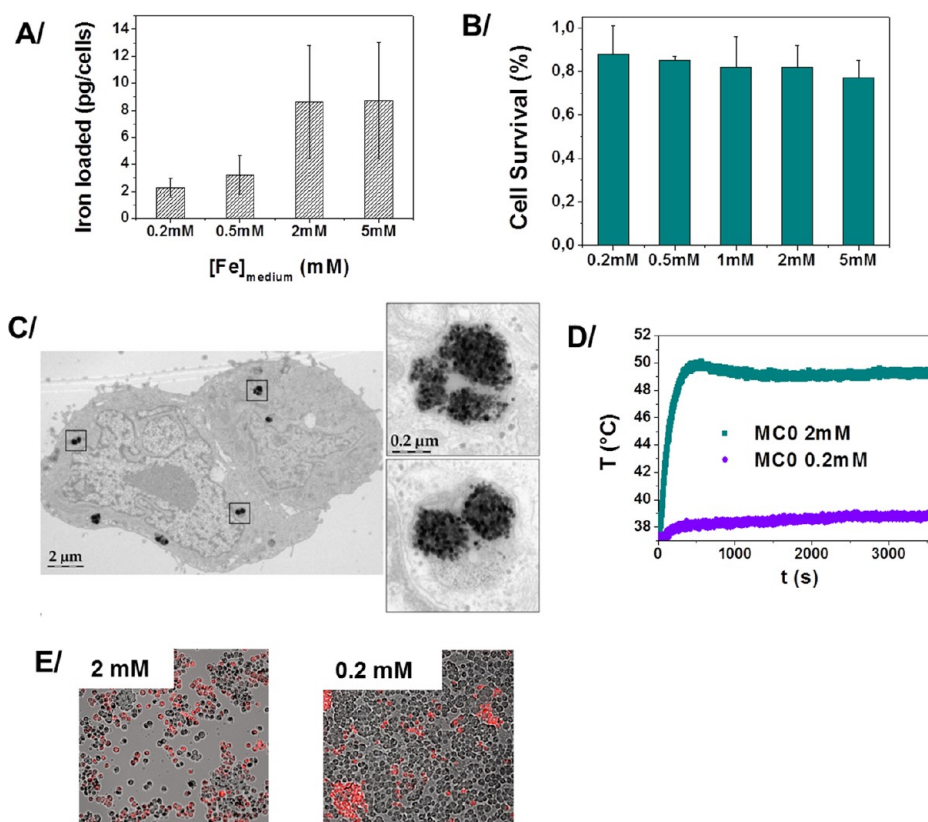 A/
Iron loaded (pg/cells)
14
12
10
8
6
4
2
0
0.2mM 0.5mM 2mM 5mM
[Fe]medium (mM)
B/
Cell Survival (%)
1,0
0,8
0,4
0,2
0,0
0.2mM 0.5mM 1mM 2mM 5mM
C/
2 µm
0.2 µm
D/
T (°C)
52
50
48
46
44
42
40
38
MC0 2mM
MC0 0.2mM
0 1000 2000 3000
t (s)
E/
2 mM
0.2 mM